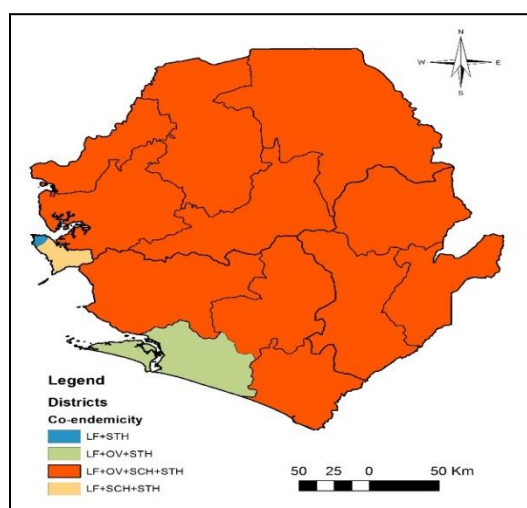 N
W E
S
Legend
Districts
Co-endemicity
LF+STH
LF+OV+STH
LF+OV+SCH+STH
LF+SCH+STH
50 25 0 50 Km